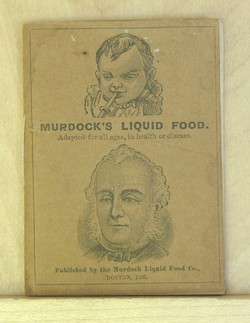 MURDOCK'S LIQUID FOOD.
Adapted for all ages, in health or disease.
Published by the Murdock Liquid Food Co.,
BOSTON,